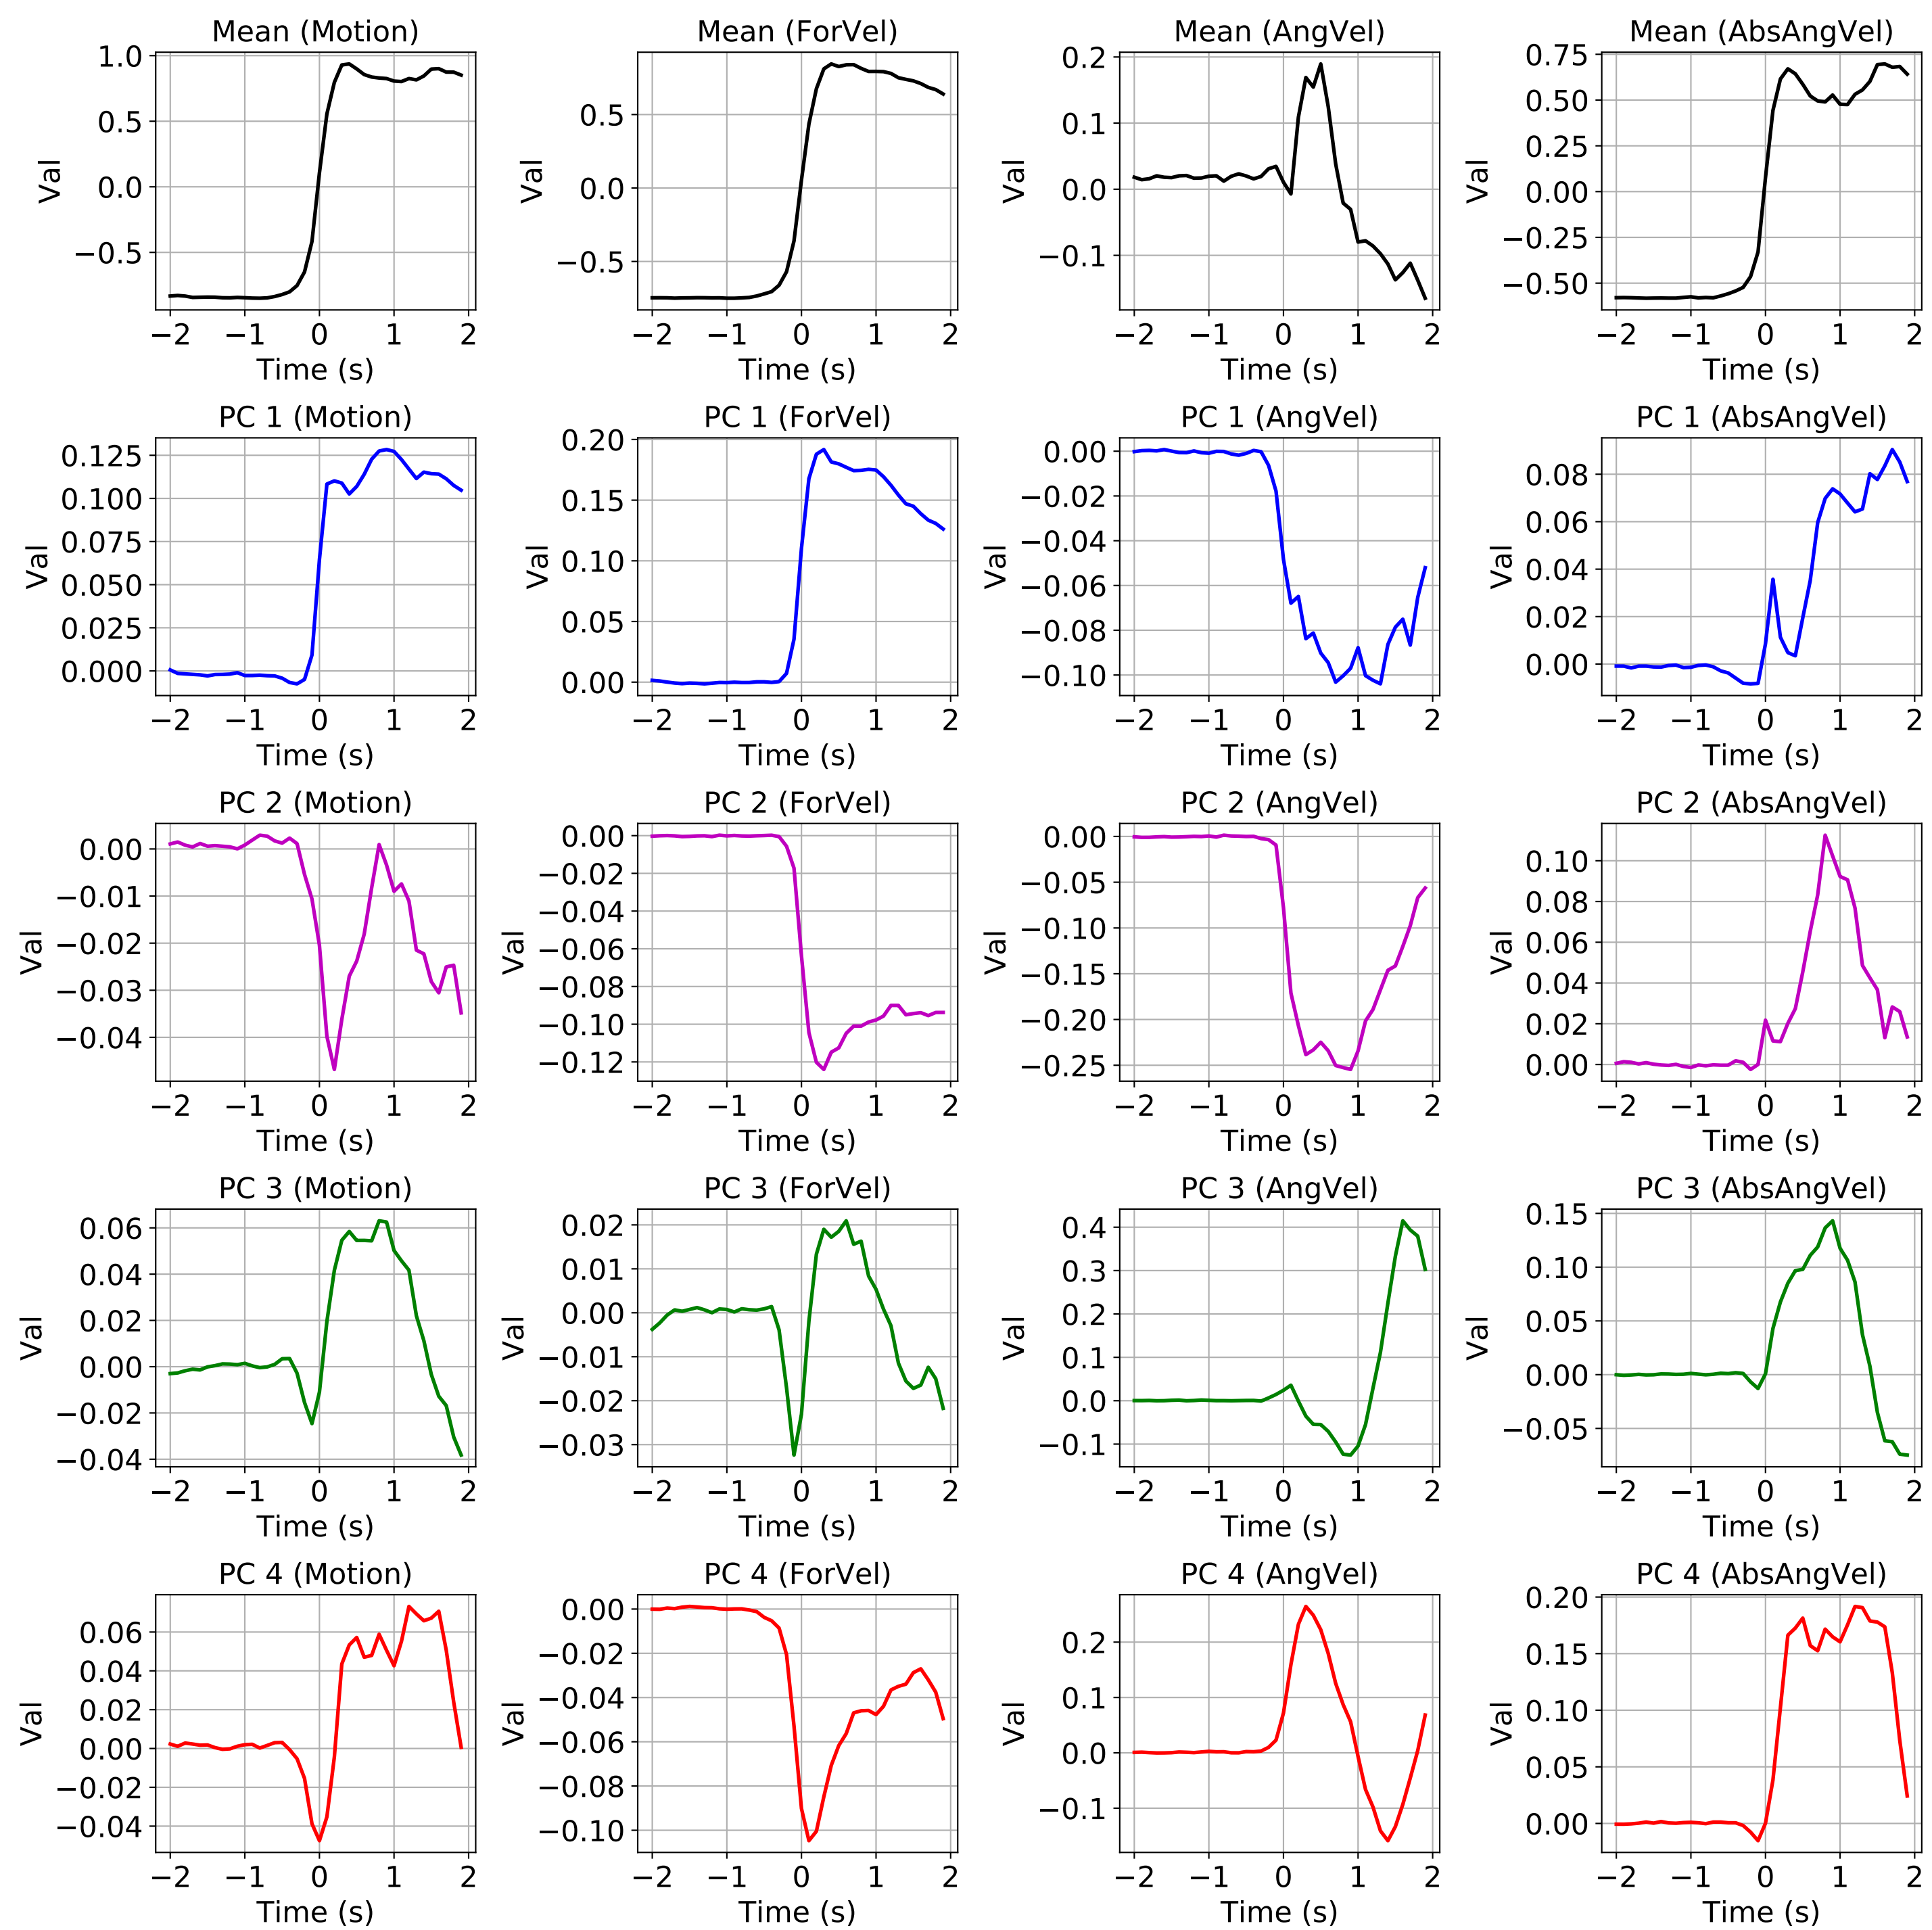 Mean (Motion) Mean (ForVel) Mean (AngVel) Mean (AbsAngVel)
1.0 0.5 0.0 −0.5 Val −2 −1 0 1 2 Time (s)
0.5 0.0 −0.5 Val −2 −1 0 1 2 Time (s)
0.2 0.1 0.0 −0.1 Val −2 −1 0 1 2 Time (s)
0.75 0.50 0.25 0.00 −0.25 −0.50 Val −2 −1 0 1 2 Time (s)
PC 1 (Motion) PC 1 (ForVel) PC 1 (AngVel) PC 1 (AbsAngVel)
0.125 0.100 0.075 0.050 0.025 0.000 Val −2 −1 0 1 2 Time (s)
0.20 0.15 0.10 0.05 0.00 Val −2 −1 0 1 2 Time (s)
0.00 −0.02 −0.04 −0.06 −0.08 −0.10 Val −2 −1 0 1 2 Time (s)
0.08 0.06 0.04 0.02 0.00 Val −2 −1 0 1 2 Time (s)
PC 2 (Motion) PC 2 (ForVel) PC 2 (AngVel) PC 2 (AbsAngVel)
0.00 −0.01 −0.02 −0.03 −0.04 Val −2 −1 0 1 2 Time (s)
0.00 −0.02 −0.04 −0.06 −0.08 −0.10 −0.12 Val −2 −1 0 1 2 Time (s)
0.00 −0.05 −0.10 −0.15 −0.20 −0.25 Val −2 −1 0 1 2 Time (s)
0.10 0.08 0.06 0.04 0.02 0.00 Val −2 −1 0 1 2 Time (s)
PC 3 (Motion) PC 3 (ForVel) PC 3 (AngVel) PC 3 (AbsAngVel)
0.06 0.04 0.02 0.00 −0.02 −0.04 Val −2 −1 0 1 2 Time (s)
0.02 0.01 0.00 −0.01 −0.02 −0.03 Val −2 −1 0 1 2 Time (s)
0.4 0.3 0.2 0.1 0.0 −0.1 Val −2 −1 0 1 2 Time (s)
0.15 0.10 0.05 0.00 −0.05 Val −2 −1 0 1 2 Time (s)
PC 4 (Motion) PC 4 (ForVel) PC 4 (AngVel) PC 4 (AbsAngVel)
0.06 0.04 0.02 0.00 −0.02 −0.04 Val −2 −1 0 1 2 Time (s)
0.00 −0.02 −0.04 −0.06 −0.08 −0.10 Val −2 −1 0 1 2 Time (s)
0.2 0.1 0.0 −0.1 Val −2 −1 0 1 2 Time (s)
0.20 0.15 0.10 0.05 0.00 Val −2 −1 0 1 2 Time (s)